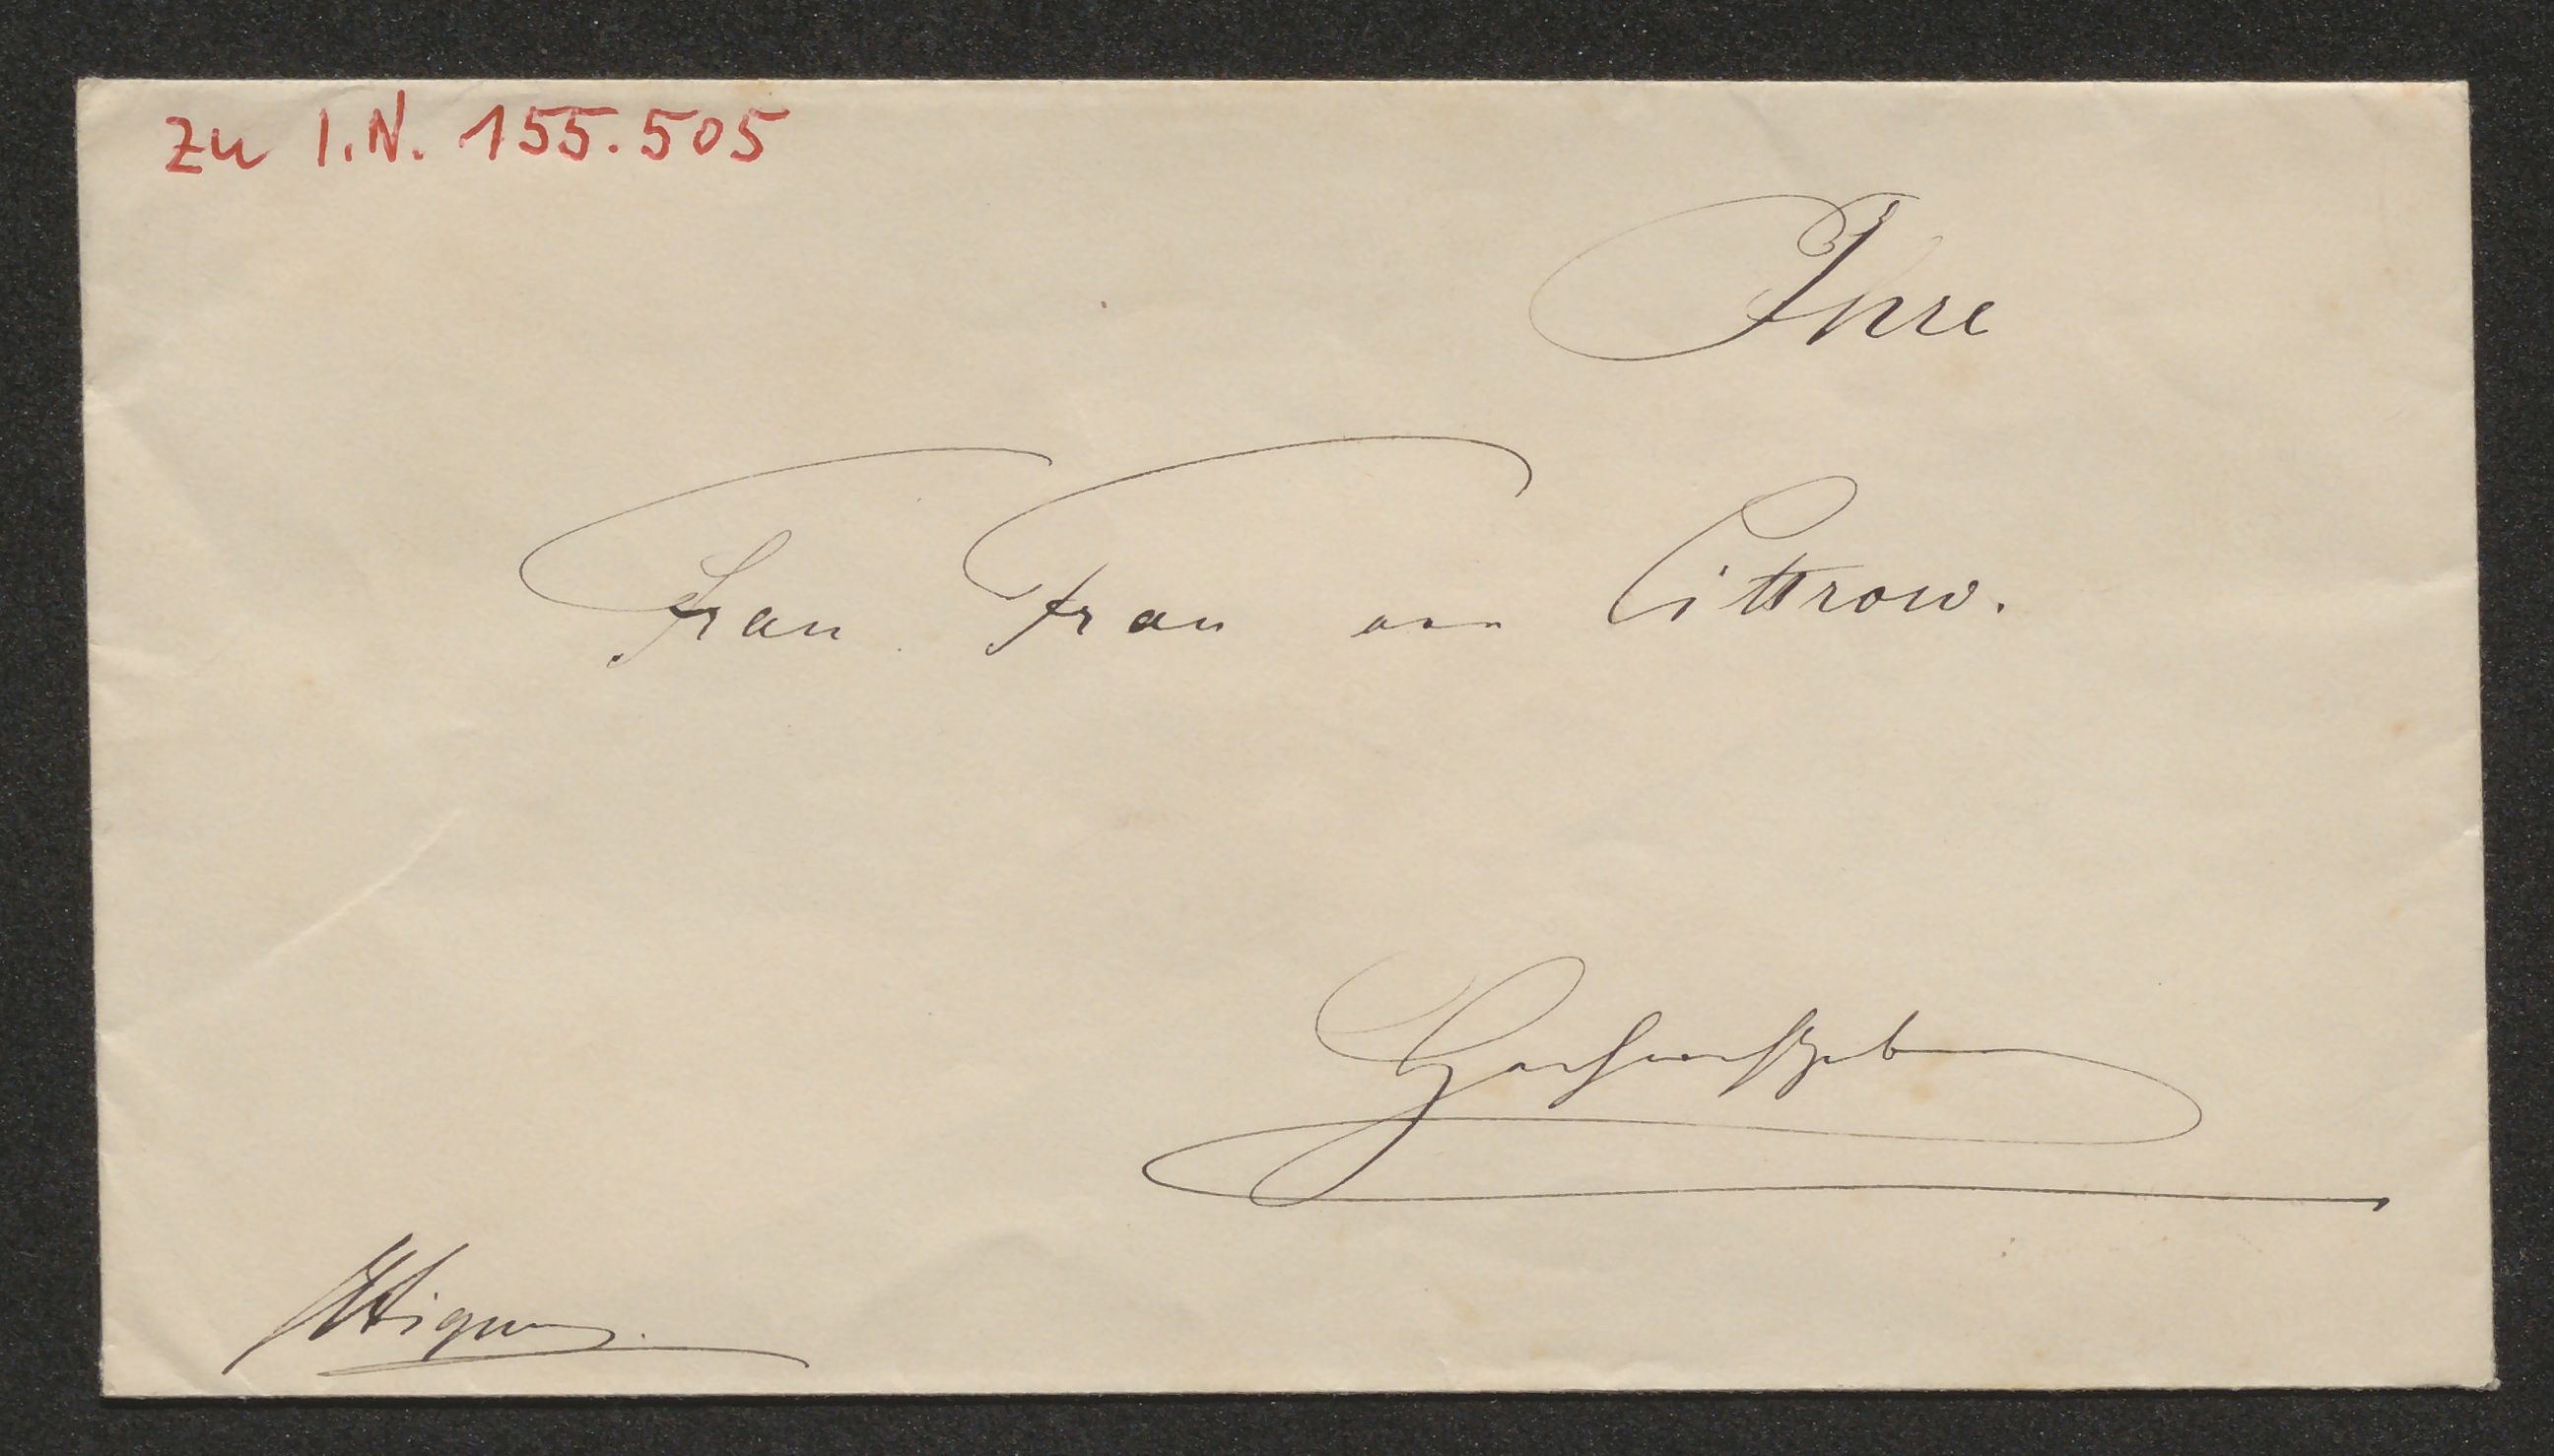 zu I.N. 155.505
Ihre
Frau Frau von Littrow.
Hochwohlgeboren